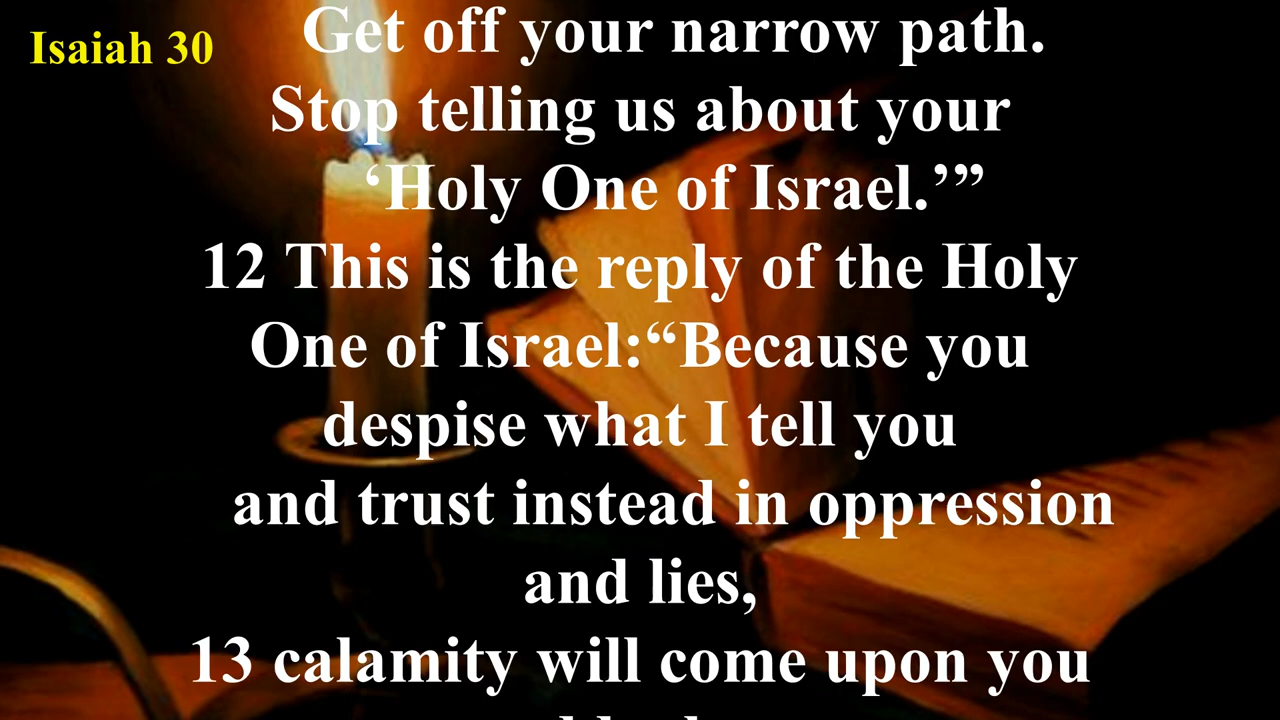 Isaiah 30
Get off your narrow path.
Stop telling us about your
‘Holy One of Israel.’”
12 This is the reply of the Holy
One of Israel:“Because you
despise what I tell you
and trust instead in oppression
and lies,
13 calamity will come upon you